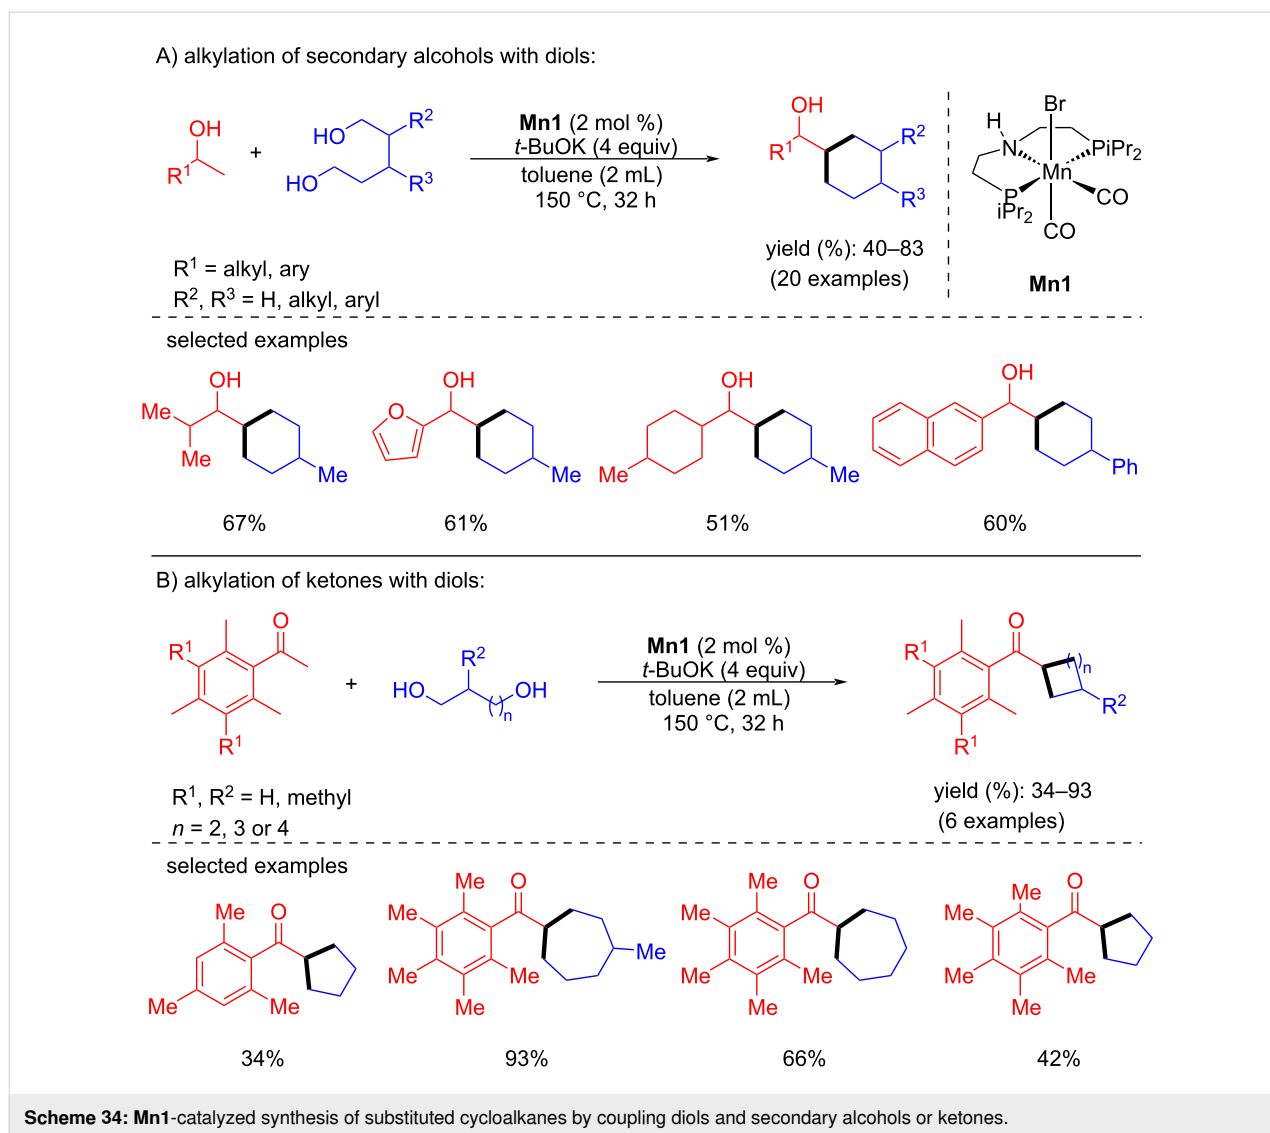 A) alkylation of secondary alcohols with diols:
OH
R¹
+
HO
R²
HO
R³
Mn1 (2 mol %)
t-BuOK (4 equiv)
toluene (2 mL)
150 °C, 32 h
OH
R¹
R²
R³
yield (%): 40–83
(20 examples)
Br
H
N
PiPr₂
Mn
P
iPr₂
CO
CO
Mn1
R¹ = alkyl, ary
R², R³ = H, alkyl, aryl
selected examples
OH
Me
Me
Me
67%
OH
O
Me
61%
OH
Me
Me
51%
OH
Ph
60%
B) alkylation of ketones with diols:
O
R¹
R¹
+
R²
HO
OH
( )n
Mn1 (2 mol %)
t-BuOK (4 equiv)
toluene (2 mL)
150 °C, 32 h
O
R¹
R¹
( )n
R²
yield (%): 34–93
(6 examples)
R¹, R² = H, methyl
n = 2, 3 or 4
selected examples
Me
O
Me
Me
34%
Me
O
Me
Me
Me
Me
Me
93%
Me
O
Me
Me
Me
Me
66%
Me
O
Me
Me
Me
Me
42%
Scheme 34: Mn1-catalyzed synthesis of substituted cycloalkanes by coupling diols and secondary alcohols or ketones.